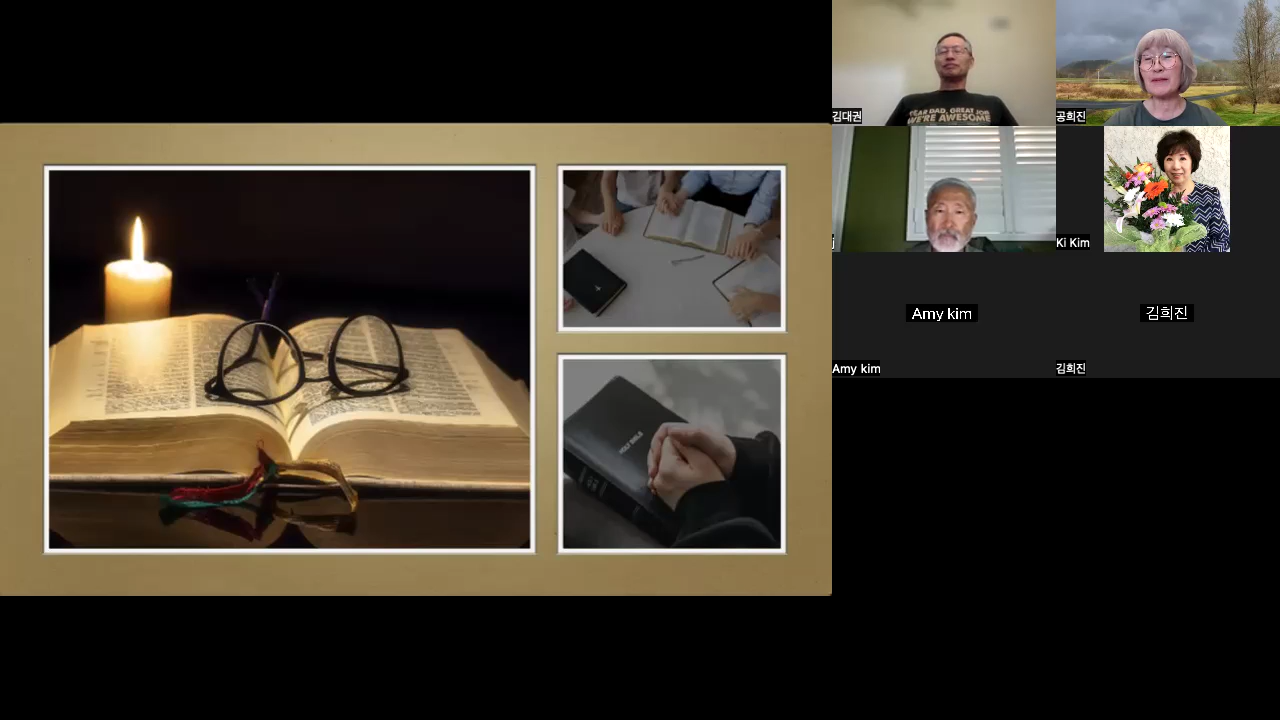 HOLY BIBLE
EAR DAD, GREAT JOB
WE'RE AWESOME
김대권
공희진
j
Ki Kim
Amy kim
김희진
Amy kim
김희진